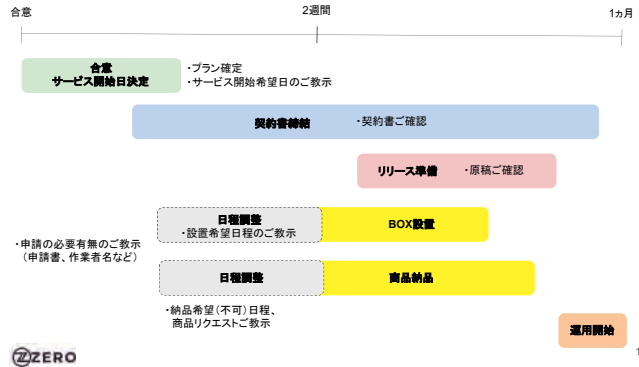 合意
2週間
1ヵ月
合意
サービス開始日決定
・プラン確定
・サービス開始希望日のご教示
契約書締結
・契約書ご確認
リリース準備
・原稿ご確認
日程調整
・設置希望日程のご教示
BOX設置
・申請の必要有無のご教示
（申請書、作業者名など）
日程調整
商品納品
・納品希望（不可）日程、
商品リクエストご教示
運用開始
ZERO
1